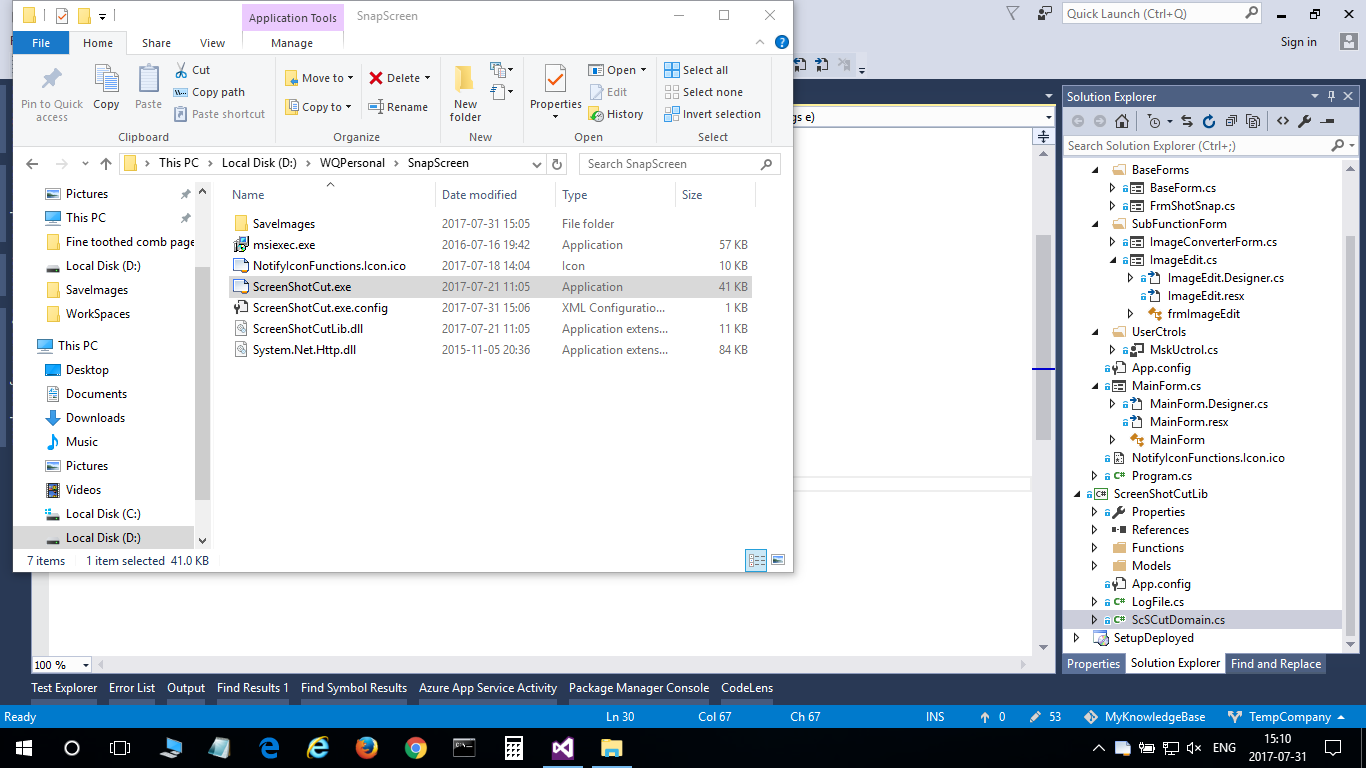 Application Tools
SnapScreen
Quick Launch (Ctrl+Q)
File
Home
Share
View
Manage
Sign in
Pin to Quick access
Copy
Paste
Cut
Copy path
Paste shortcut
Clipboard
Move to
Copy to
Delete
Rename
Organize
New folder
New
Properties
Open
Edit
History
Open
Select all
Select none
Invert selection
Select
This PC
Local Disk (D:)
WQPersonal
SnapScreen
Search SnapScreen
Pictures
This PC
Fine toothed comb page
Local Disk (D:)
SaveImages
WorkSpaces
This PC
Desktop
Documents
Downloads
Music
Pictures
Videos
Local Disk (C:)
Local Disk (D:)
Name Date modified Type Size
SaveImages 2017-07-31 15:05 File folder
msiexec.exe 2016-07-16 19:42 Application 57 KB
NotifyIconFunctions.Icon.ico 2017-07-18 14:04 Icon 10 KB
ScreenShotCut.exe 2017-07-21 11:05 Application 41 KB
ScreenShotCut.exe.config 2017-07-31 15:06 XML Configuratio... 1 KB
ScreenShotCutLib.dll 2017-07-21 11:05 Application extens... 11 KB
System.Net.Http.dll 2015-11-05 20:36 Application extens... 84 KB
7 items 1 item selected 41.0 KB
gs e)
Solution Explorer
Search Solution Explorer (Ctrl+;)
BaseForms
BaseForm.cs
FrmShotSnap.cs
SubFunctionForm
ImageConverterForm.cs
ImageEdit.cs
ImageEdit.Designer.cs
ImageEdit.resx
frmImageEdit
UserCtrols
MskUctrol.cs
App.config
MainForm.cs
MainForm.Designer.cs
MainForm.resx
MainForm
NotifyIconFunctions.Icon.ico
Program.cs
ScreenShotCutLib
Properties
References
Functions
Models
App.config
LogFile.cs
ScSCutDomain.cs
SetupDeployed
Properties Solution Explorer Find and Replace
100 %
Test Explorer Error List Output Find Results 1 Find Symbol Results Azure App Service Activity Package Manager Console CodeLens
Ready Ln 30 Col 67 Ch 67 INS 0 53 MyKnowledgeBase TempCompany
ENG
15:10
2017-07-31